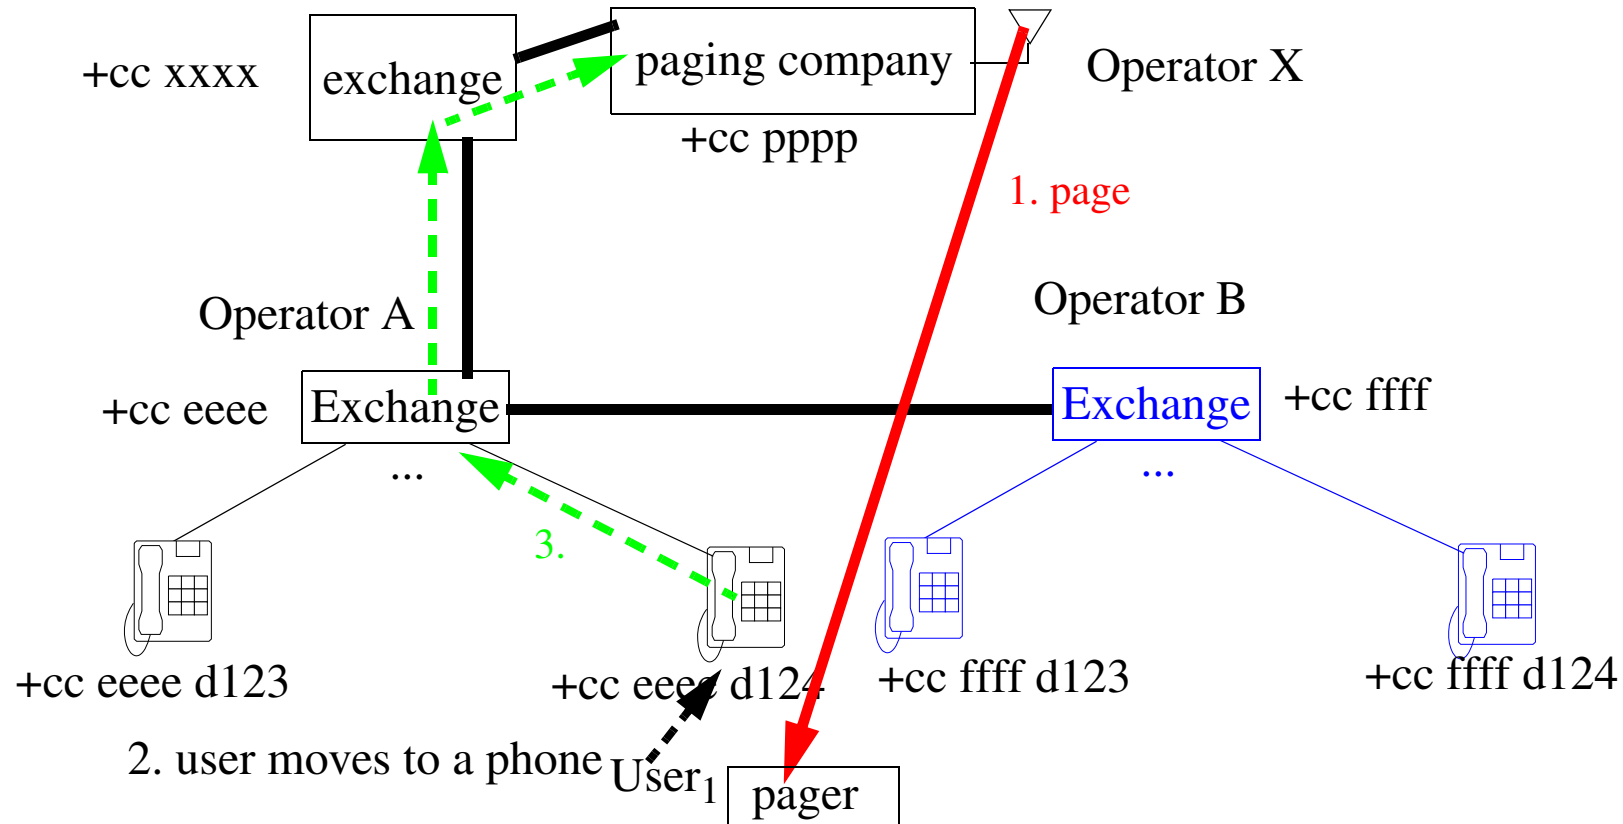 +cc xxxx
exchange
paging company
Operator X
+cc pppp
1. page
Operator A
Operator B
+cc eeee
Exchange
Exchange
+cc ffff
...
...
3.
+cc eeee d123
+cc eeee d124
+cc ffff d123
+cc ffff d124
2. user moves to a phone
User1
pager